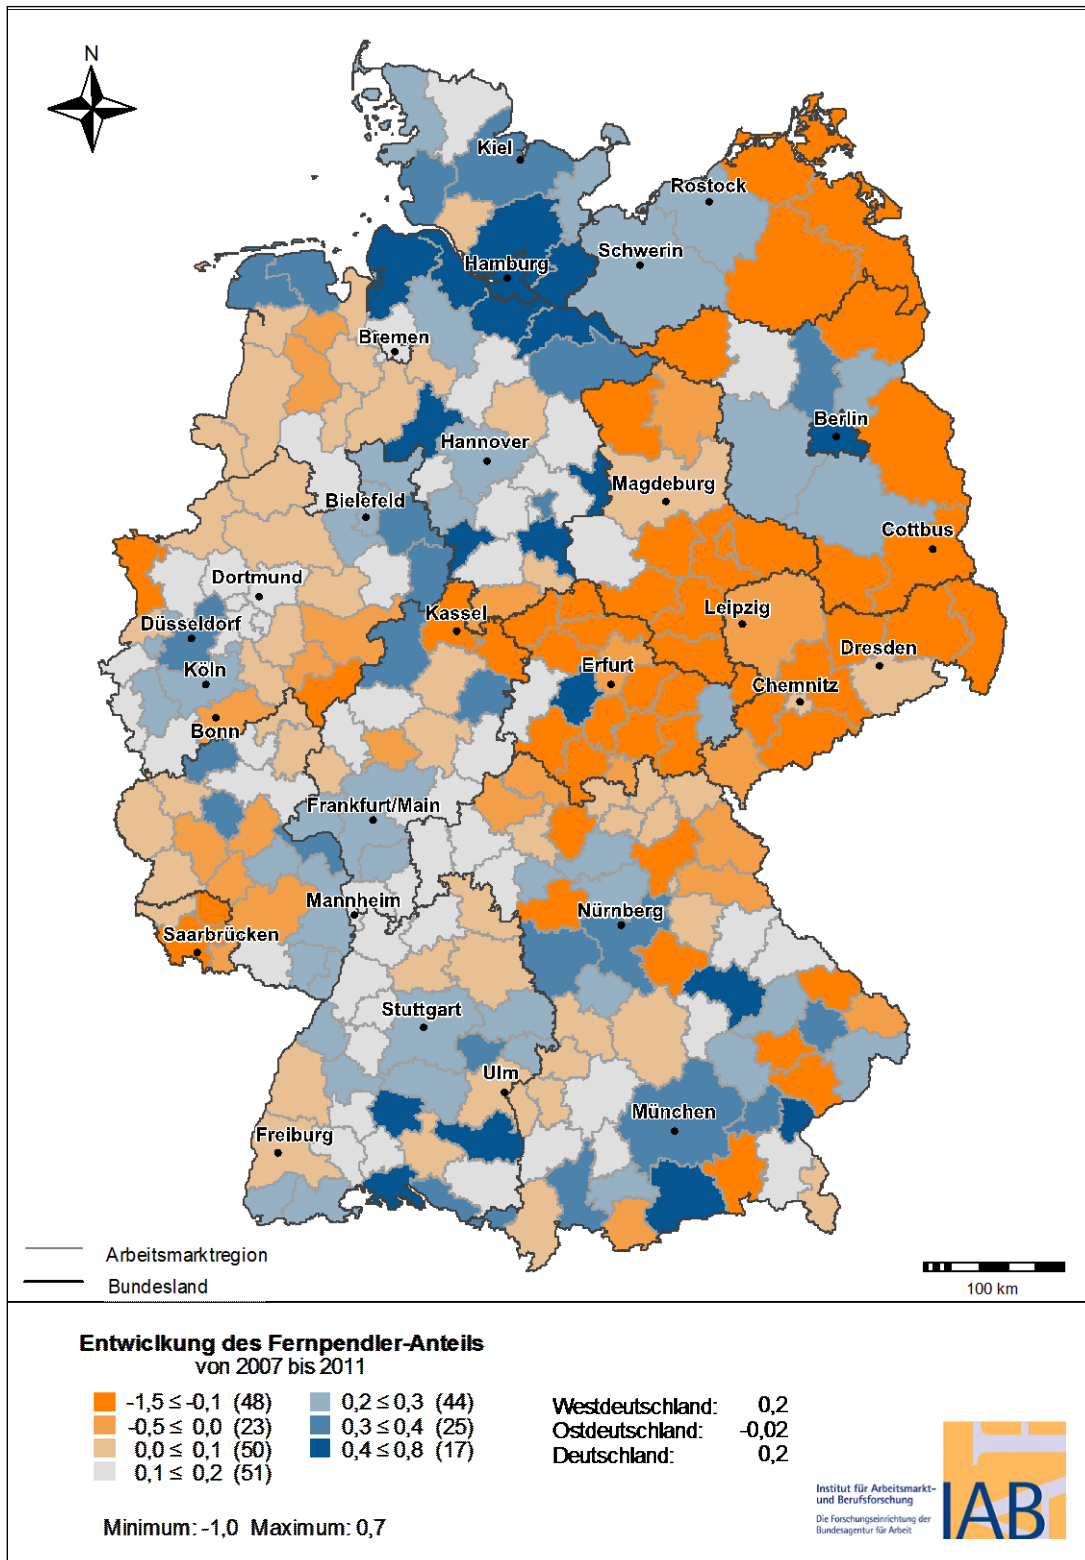 N
Kiel
Rostock
Schwerin
Hamburg
Bremen
Berlin
Hannover
Magdeburg
Bielefeld
Cottbus
Dortmund
Leipzig
Kassel
Düsseldorf
Dresden
Erfurt
Köln
Chemnitz
Bonn
Frankfurt/Main
Mannheim
Nürnberg
Saarbrücken
Stuttgart
Ulm
München
Freiburg
Arbeitsmarktregion
Bundesland
100 km
Entwiclkung des Fernpendler-Anteils
von 2007 bis 2011
-1,5 ≤ -0,1 (48)
-0,5 ≤ 0,0 (23)
0,0 ≤ 0,1 (50)
0,1 ≤ 0,2 (51)
0,2 ≤ 0,3 (44)
0,3 ≤ 0,4 (25)
0,4 ≤ 0,8 (17)
Westdeutschland: 0,2
Ostdeutschland: -0,02
Deutschland: 0,2
Minimum: -1,0 Maximum: 0,7
Institut für Arbeitsmarkt-
und Berufsforschung
Die Forschungseinrichtung der
Bundesagentur für Arbeit
IAB